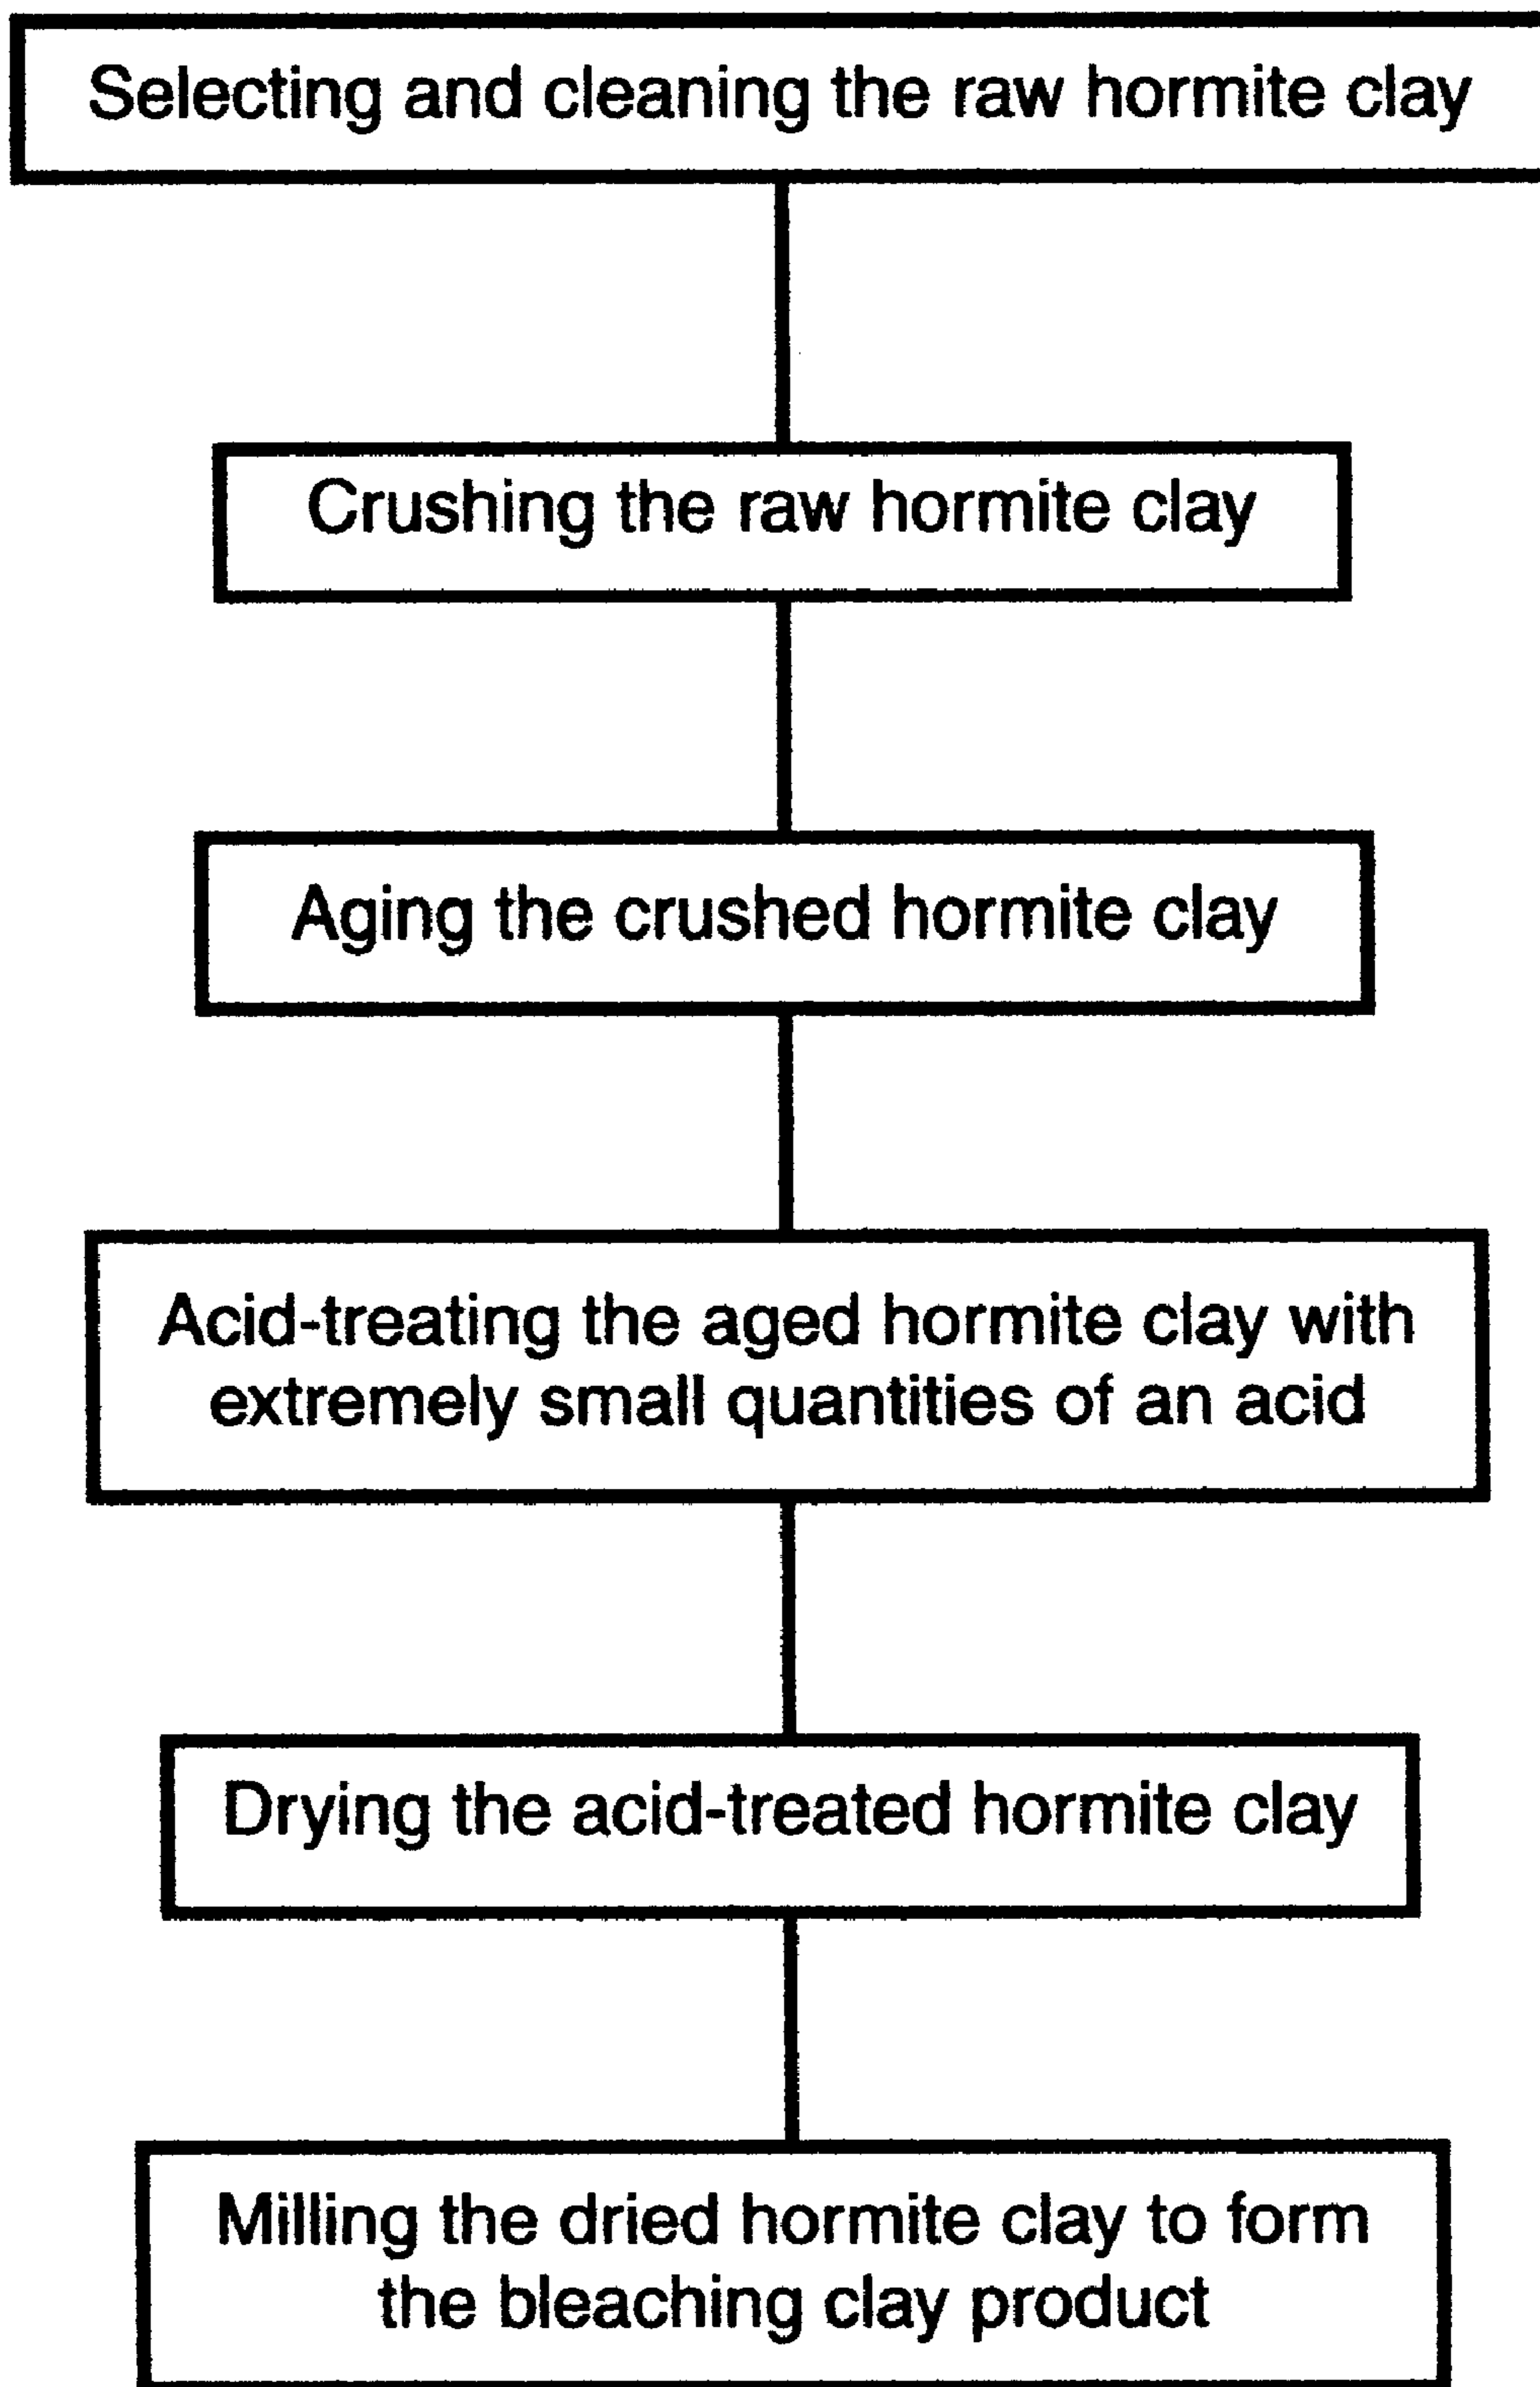 Selecting and cleaning the raw hormite clay
Crushing the raw hormite clay
Aging the crushed hormite clay
Acid-treating the aged hormite clay with
extremely small quantities of an acid
Drying the acid-treated hormite clay
Milling the dried hormite clay to form
the bleaching clay product